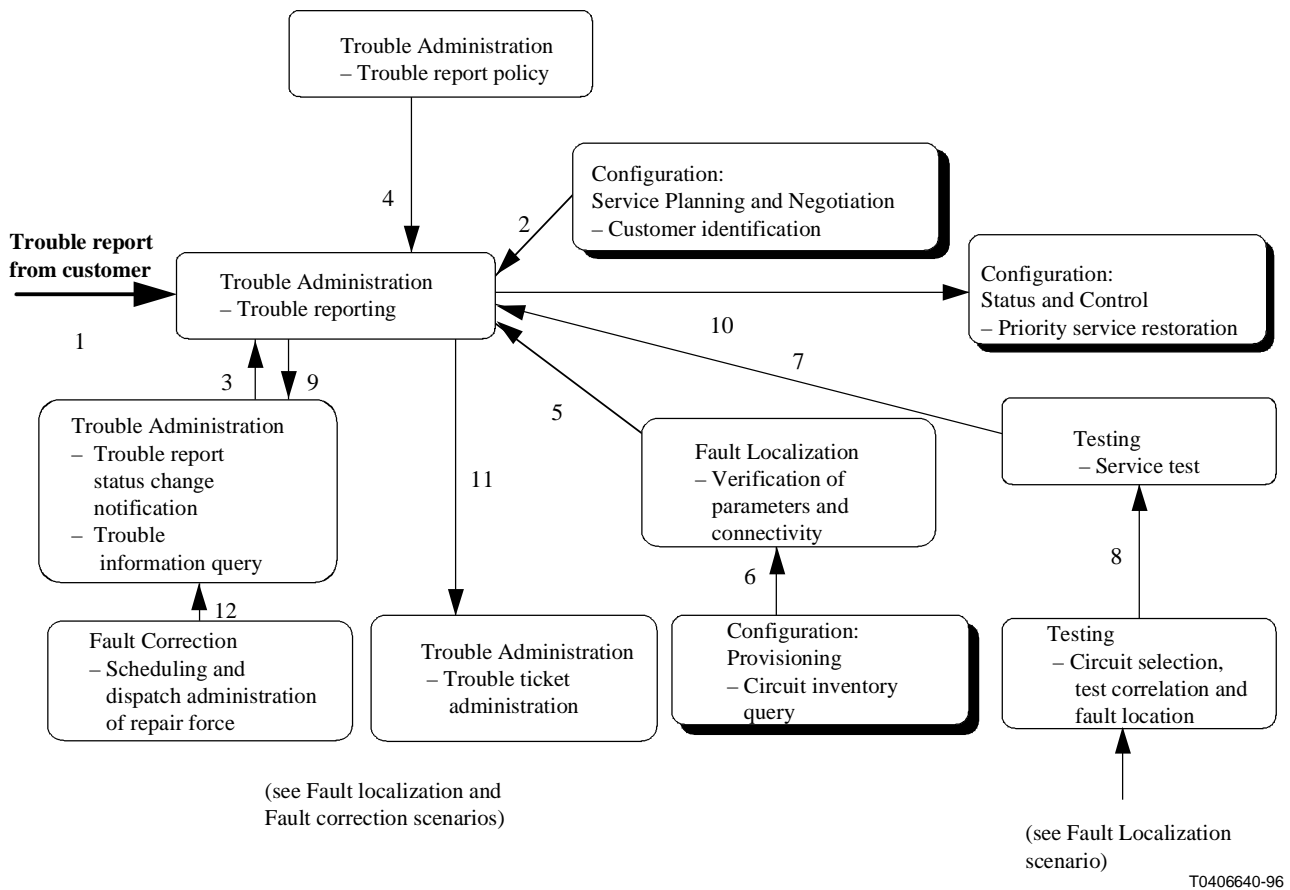 Trouble Administration
– Trouble report policy
4
Configuration:
Service Planning and Negotiation
– Customer identification
2
Trouble report
from customer
1
Trouble Administration
– Trouble reporting
Configuration:
Status and Control
– Priority service restoration
10
7
3
9
5
11
Trouble Administration
– Trouble report
status change
notification
– Trouble
information query
Fault Localization
– Verification of
parameters and
connectivity
Testing
– Service test
12
6
8
Fault Correction
– Scheduling and
dispatch administration
of repair force
Trouble Administration
– Trouble ticket
administration
Configuration:
Provisioning
– Circuit inventory
query
Testing
– Circuit selection,
test correlation and
fault location
(see Fault localization and
Fault correction scenarios)
(see Fault Localization
scenario)
T0406640-96